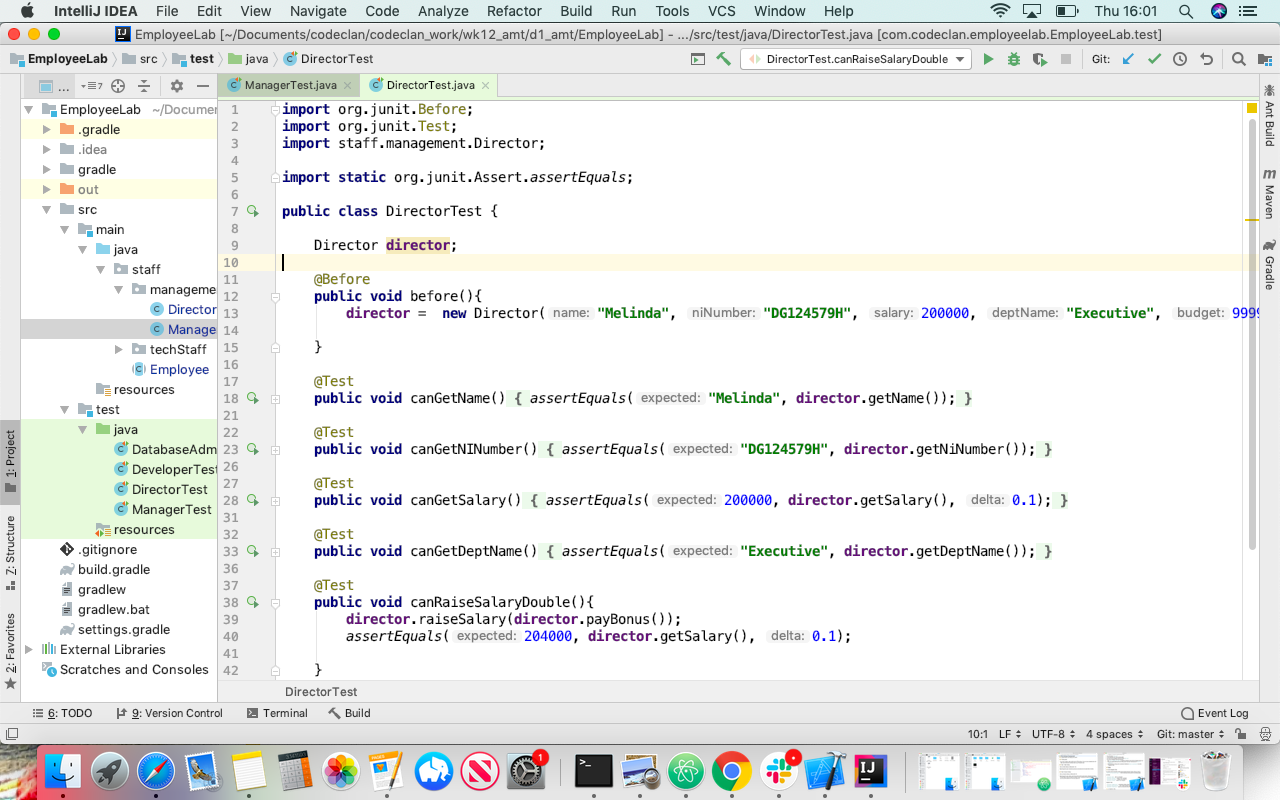 IntelliJ IDEA File Edit View Navigate Code Analyze Refactor Build Run Tools VCS Window Help Thu 16:01
EmployeeLab [~/Documents/codeclan/codeclan_work/wk12_amt/d1_amt/EmployeeLab] - .../src/test/java/DirectorTest.java [com.codeclan.employeelab.EmployeeLab.test]
EmployeeLab src test java DirectorTest DirectorTest.canRaiseSalaryDouble Git:
... ManagerTest.java DirectorTest.java
EmployeeLab ~/Documen
.gradle
.idea
gradle
out
src
main
java
staff
manageme
Director
Manage
techStaff
Employee
resources
test
java
DatabaseAdm
DeveloperTest
DirectorTest
ManagerTest
resources
.gitignore
build.gradle
gradlew
gradlew.bat
settings.gradle
External Libraries
Scratches and Consoles
1 import org.junit.Before;
2 import org.junit.Test;
3 import staff.management.Director;
4
5 import static org.junit.Assert.assertEquals;
6
7 public class DirectorTest {
8
9 Director director;
10
11 @Before
12 public void before(){
13 director = new Director( name: "Melinda", niNumber: "DG124579H", salary: 200000, deptName: "Executive", budget: 9999
14
15 }
16
17 @Test
18 public void canGetName() { assertEquals( expected: "Melinda", director.getName()); }
21
22 @Test
23 public void canGetNINumber() { assertEquals( expected: "DG124579H", director.getNiNumber()); }
26
27 @Test
28 public void canGetSalary() { assertEquals( expected: 200000, director.getSalary(), delta: 0.1); }
31
32 @Test
33 public void canGetDeptName() { assertEquals( expected: "Executive", director.getDeptName()); }
36
37 @Test
38 public void canRaiseSalaryDouble(){
39 director.raiseSalary(director.payBonus());
40 assertEquals( expected: 204000, director.getSalary(), delta: 0.1);
41
42 }
DirectorTest
1: Project
Z: Structure
2: Favorites
Ant Build
Maven
Gradle
6: TODO 9: Version Control Terminal Build Event Log
10:1 LF UTF-8 4 spaces Git: master
1